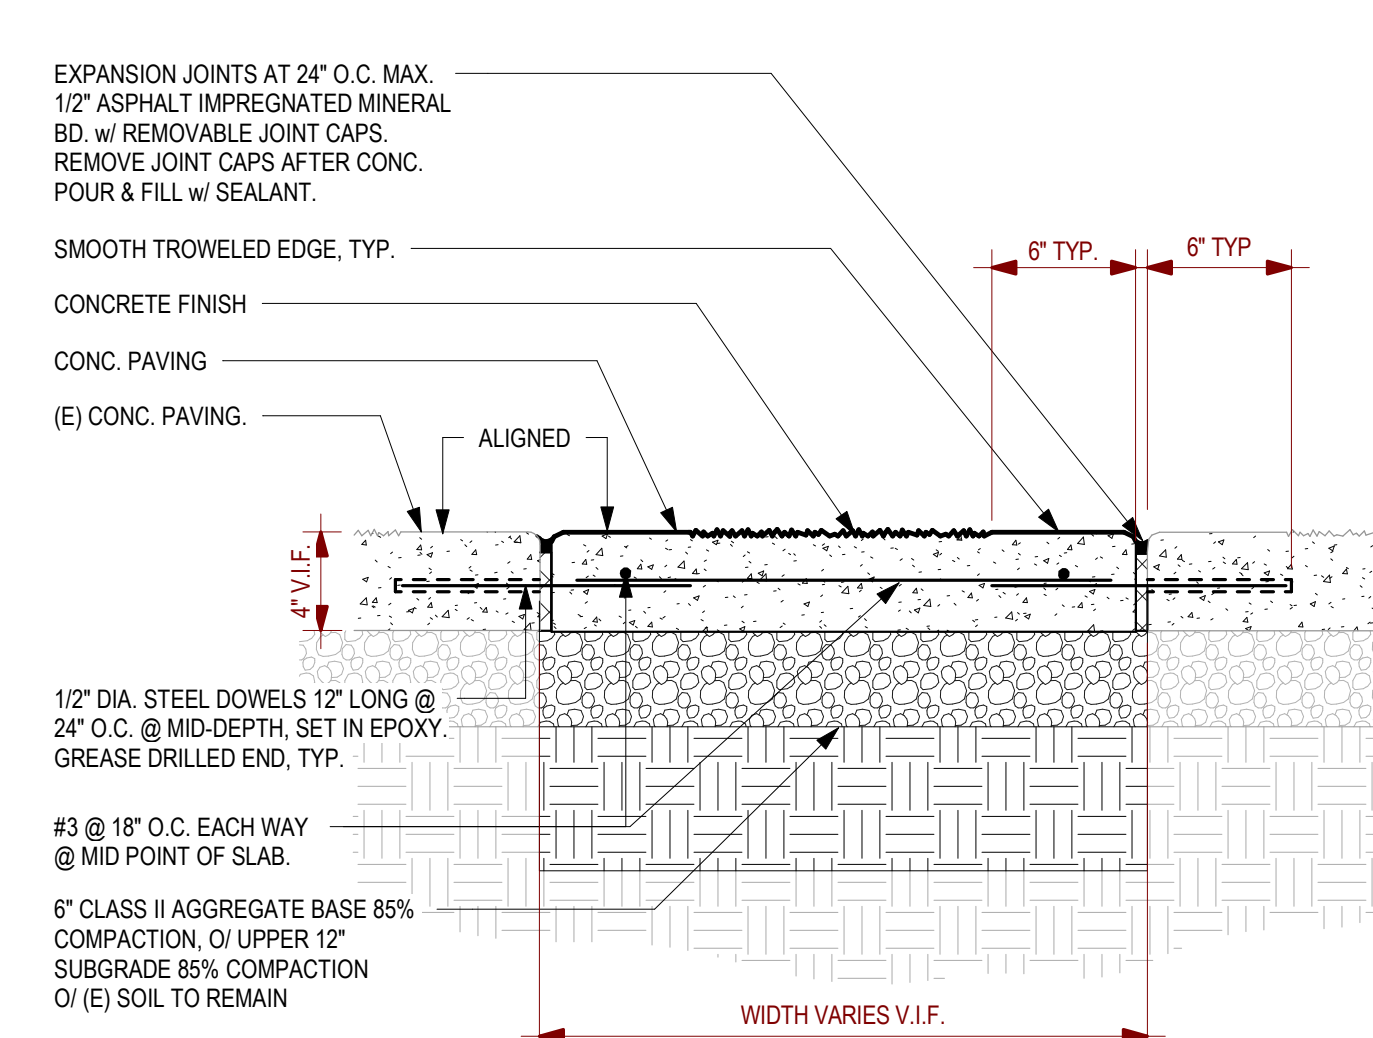 EXPANSION JOINTS AT 24" O.C. MAX.
1/2" ASPHALT IMPREGNATED MINERAL
BD. w/ REMOVABLE JOINT CAPS.
REMOVE JOINT CAPS AFTER CONC.
POUR & FILL w/ SEALANT.
SMOOTH TROWELED EDGE, TYP.
6" TYP.
6" TYP
CONCRETE FINISH
CONC. PAVING
(E) CONC. PAVING.
ALIGNED
4" V.I.F.
1/2" DIA. STEEL DOWELS 12" LONG @
24" O.C. @ MID-DEPTH, SET IN EPOXY.
GREASE DRILLED END, TYP.
#3 @ 18" O.C. EACH WAY
@ MID POINT OF SLAB.
6" CLASS II AGGREGATE BASE 85%
COMPACTION, O/ UPPER 12"
SUBGRADE 85% COMPACTION
O/ (E) SOIL TO REMAIN
WIDTH VARIES V.I.F.